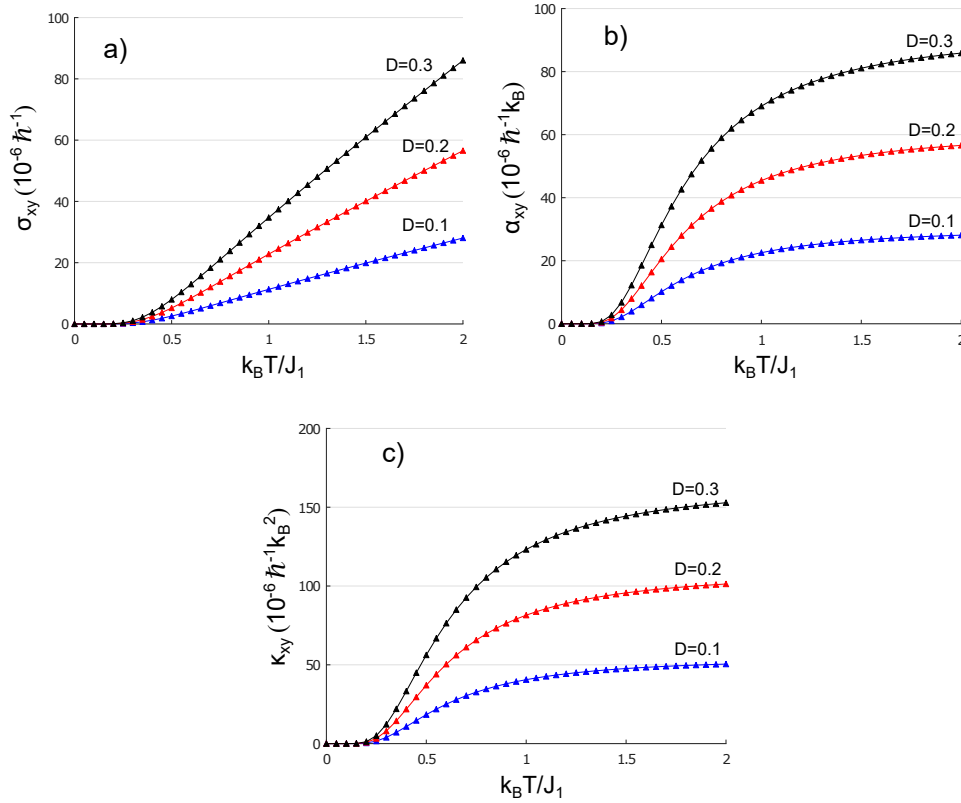 a)
σxy (10⁻⁶ ℏ⁻¹)
100
80
60
40
20
0
D=0.3
D=0.2
D=0.1
0 0.5 1 1.5 2
kBT/J₁
b)
αxy (10⁻⁶ ℏ⁻¹kB)
100
80
60
40
20
0
D=0.3
D=0.2
D=0.1
0 0.5 1 1.5 2
kBT/J₁
c)
κxy (10⁻⁶ ℏ⁻¹kB²)
200
150
100
50
0
D=0.3
D=0.2
D=0.1
0 0.5 1 1.5 2
kBT/J₁